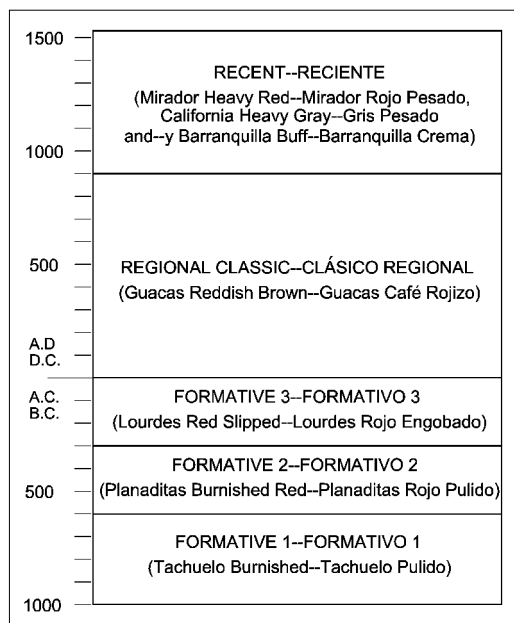 1500
RECENT--RECIENTE
(Mirador Heavy Red--Mirador Rojo Pesado,
California Heavy Gray--Gris Pesado
and--y Barranquilla Buff--Barranquilla Crema)
1000
500
REGIONAL CLASSIC--CLÁSICO REGIONAL
(Guacas Reddish Brown--Guacas Café Rojizo)
A.D
D.C.
A.C.
B.C.
FORMATIVE 3--FORMATIVO 3
(Lourdes Red Slipped--Lourdes Rojo Engobado)
FORMATIVE 2--FORMATIVO 2
500
(Planaditas Burnished Red--Planaditas Rojo Pulido)
FORMATIVE 1--FORMATIVO 1
(Tachuelo Burnished--Tachuelo Pulido)
1000